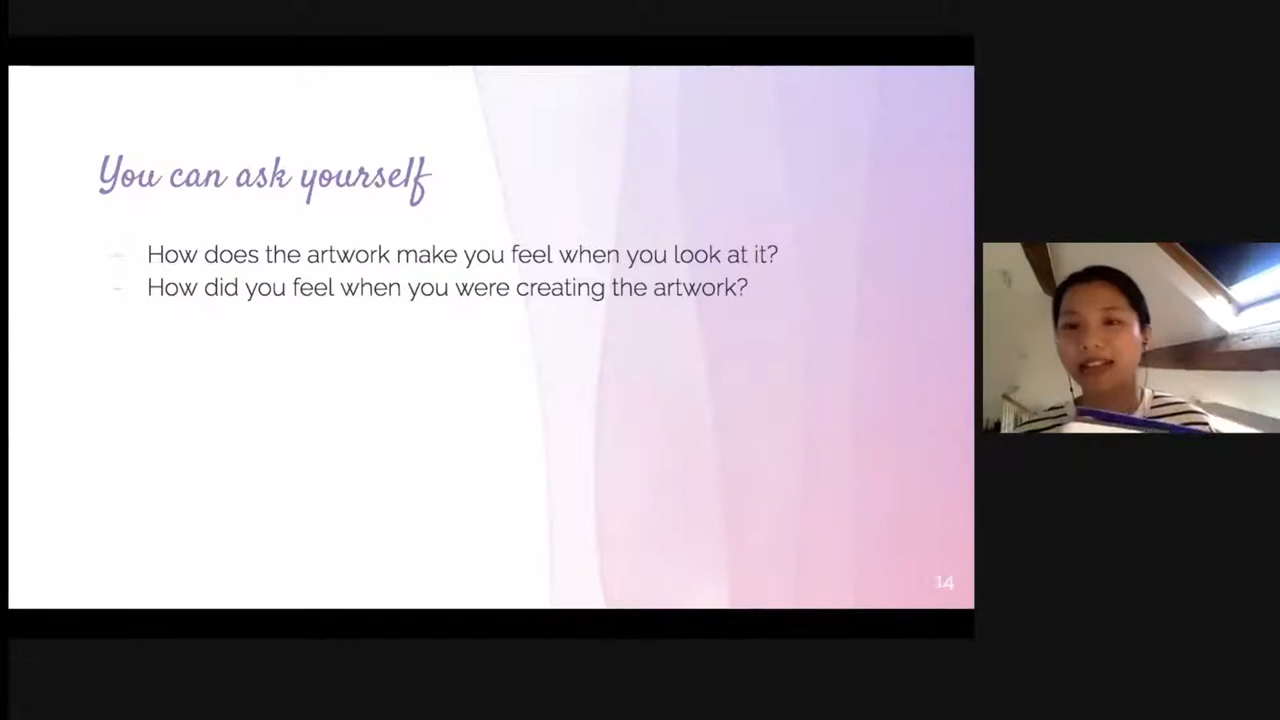 You can ask yourself
- How does the artwork make you feel when you look at it?
- How did you feel when you were creating the artwork?
14